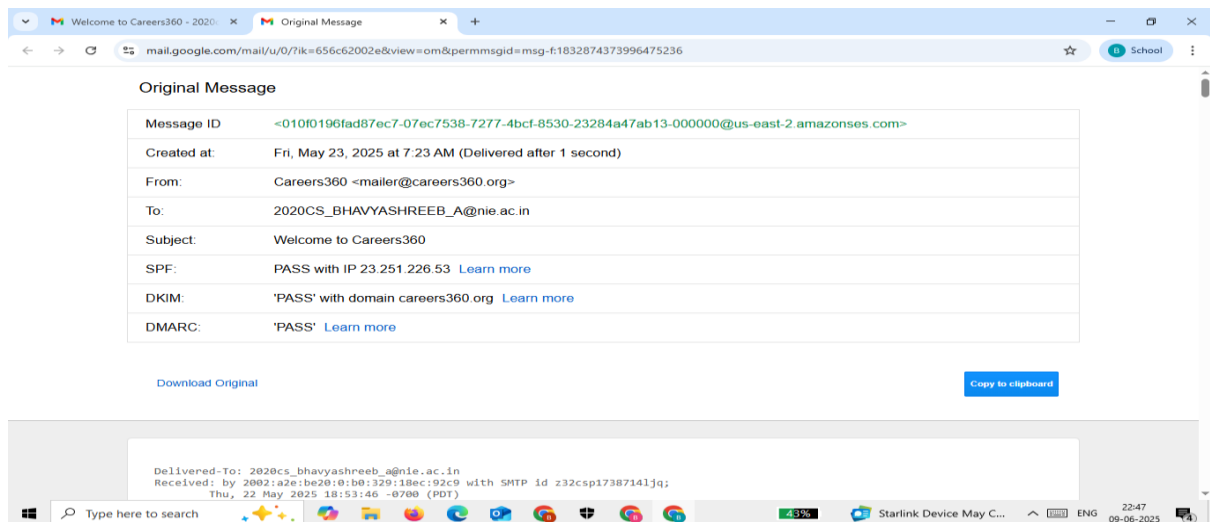 Welcome to Careers360 - 2020
Original Message
mail.google.com/mail/u/0/?ik=656c62002e&view=om&permmsgid=msg-f:1832874373996475236
B School
Original Message
Message ID <010f0196fad87ec7-07ec7538-7277-4bcf-8530-23284a47ab13-000000@us-east-2.amazonses.com>
Created at: Fri, May 23, 2025 at 7:23 AM (Delivered after 1 second)
From: Careers360 <mailer@careers360.org>
To: 2020CS_BHAVYASHREEB_A@nie.ac.in
Subject: Welcome to Careers360
SPF: PASS with IP 23.251.226.53 Learn more
DKIM: 'PASS' with domain careers360.org Learn more
DMARC: 'PASS' Learn more
Download Original
Copy to clipboard
Delivered-To: 2020cs_bhavyashreeb_a@nie.ac.in
Received: by 2002:a2e:be20:0:b0:329:18ec:92c9 with SMTP id z32csp1738714ljq;
Thu, 22 May 2025 18:53:46 -0700 (PDT)
Type here to search
43%
Starlink Device May C...
ENG
22:47
09-06-2025